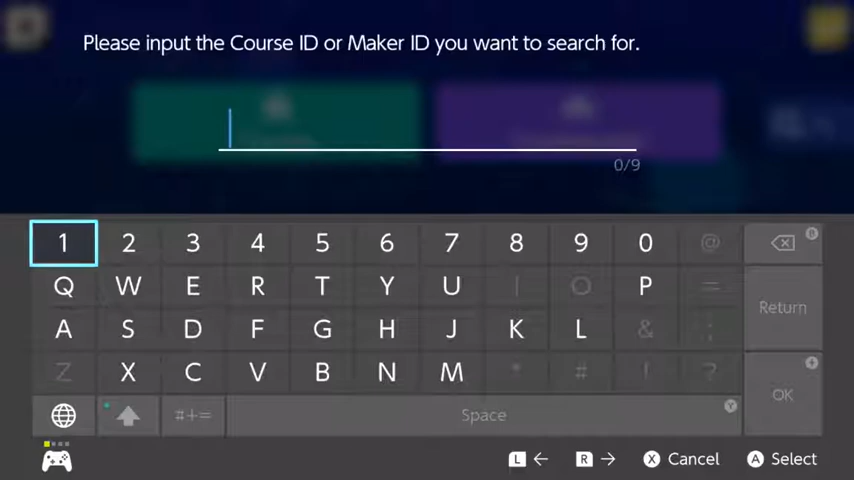 Please input the Course ID or Maker ID you want to search for.
0/9
1 2 3 4 5 6 7 8 9 0 @
Q W E R T Y U I O P =
Return
A S D F G H J K L & ;
Z X C V B N M * # ! ?
OK
#+= Space
L ← R → X Cancel A Select